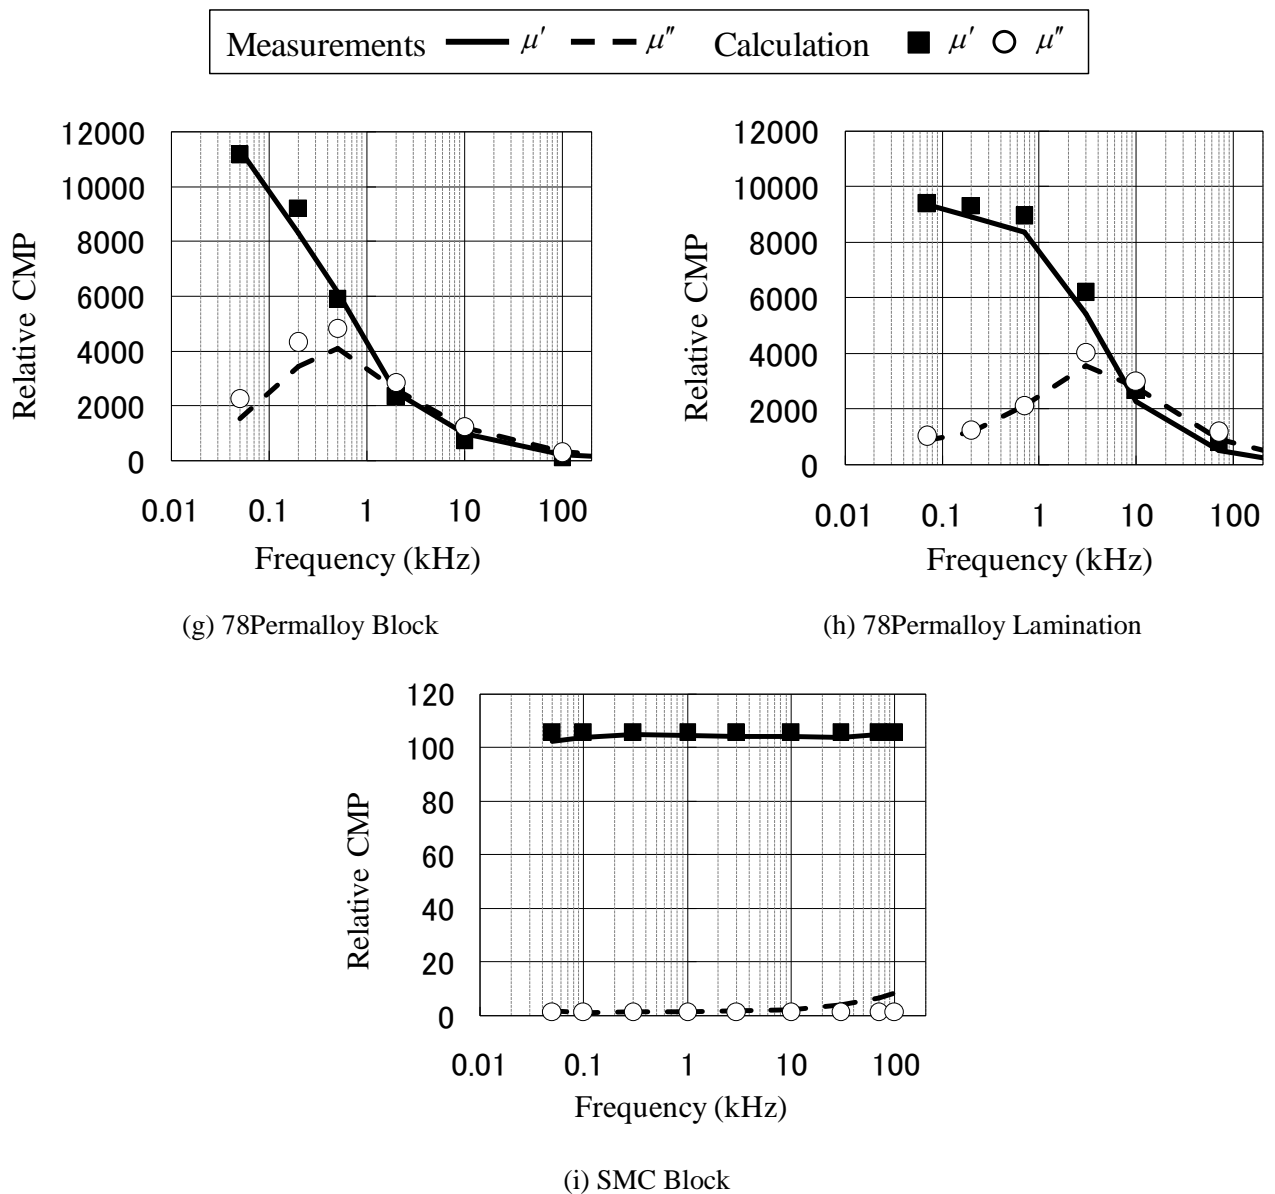 Measurements μ′ μ″ Calculation μ′ μ″
12000
10000
8000
6000
4000
2000
0
Relative CMP
0.01 0.1 1 10 100
Frequency (kHz)
(g) 78Permalloy Block
12000
10000
8000
6000
4000
2000
0
Relative CMP
0.01 0.1 1 10 100
Frequency (kHz)
(h) 78Permalloy Lamination
120
100
80
60
40
20
0
Relative CMP
0.01 0.1 1 10 100
Frequency (kHz)
(i) SMC Block